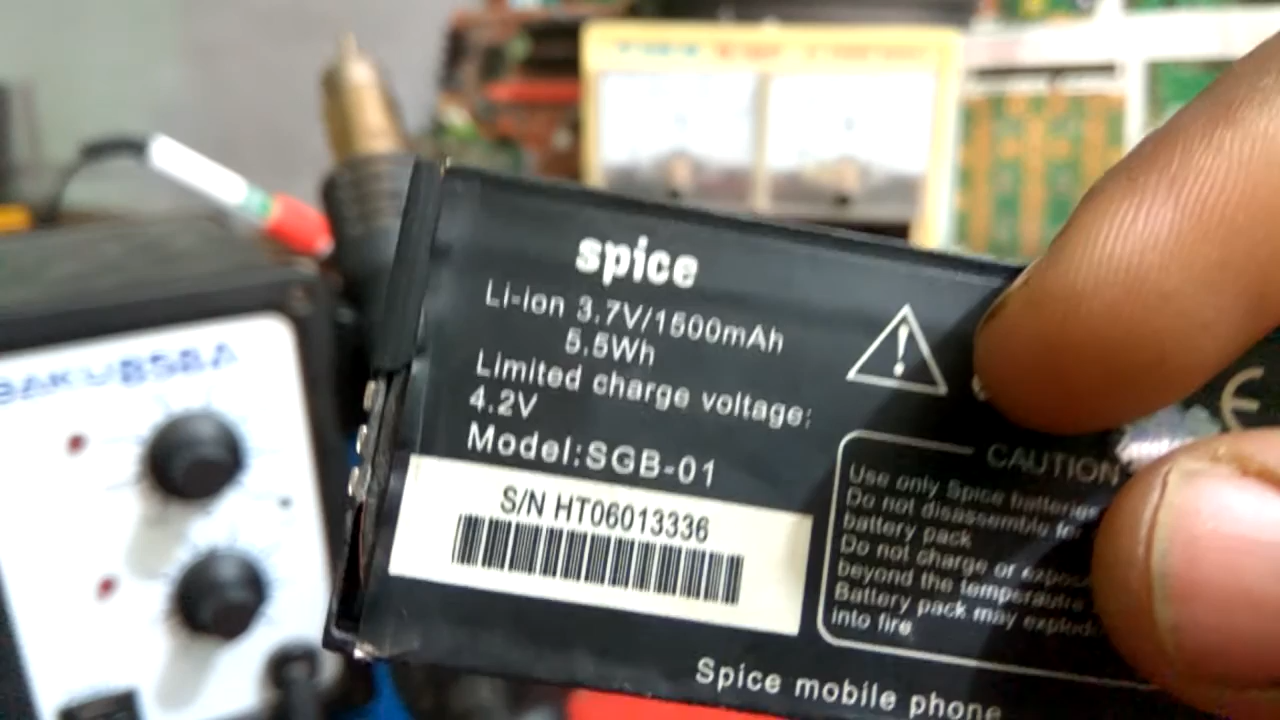 spice
Li-ion 3.7V/1500mAh
5.5Wh
Limited charge voltage:
4.2V
Model:SGB-01
S/N HT06013336
CAUTION
Use only Spice batteries
Do not disassemble
battery pack
Do not charge or
beyond the temperature
Battery pack may
into fire
Spice mobile phone
CE
BAKU858A